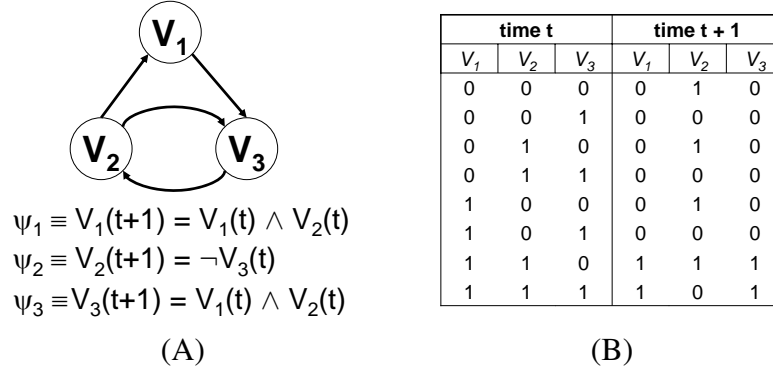 V₁
V₂ V₃
ψ₁ ≡ V₁(t+1) = V₁(t) ∧ V₂(t)
ψ₂ ≡ V₂(t+1) = ¬V₃(t)
ψ₃ ≡V₃(t+1) = V₁(t) ∧ V₂(t)
(A)
time t time t + 1
V₁ V₂ V₃ V₁ V₂ V₃
0 0 0 0 1 0
0 0 1 0 0 0
0 1 0 0 1 0
0 1 1 0 0 0
1 0 0 0 1 0
1 0 1 0 0 0
1 1 0 1 1 1
1 1 1 1 0 1
(B)